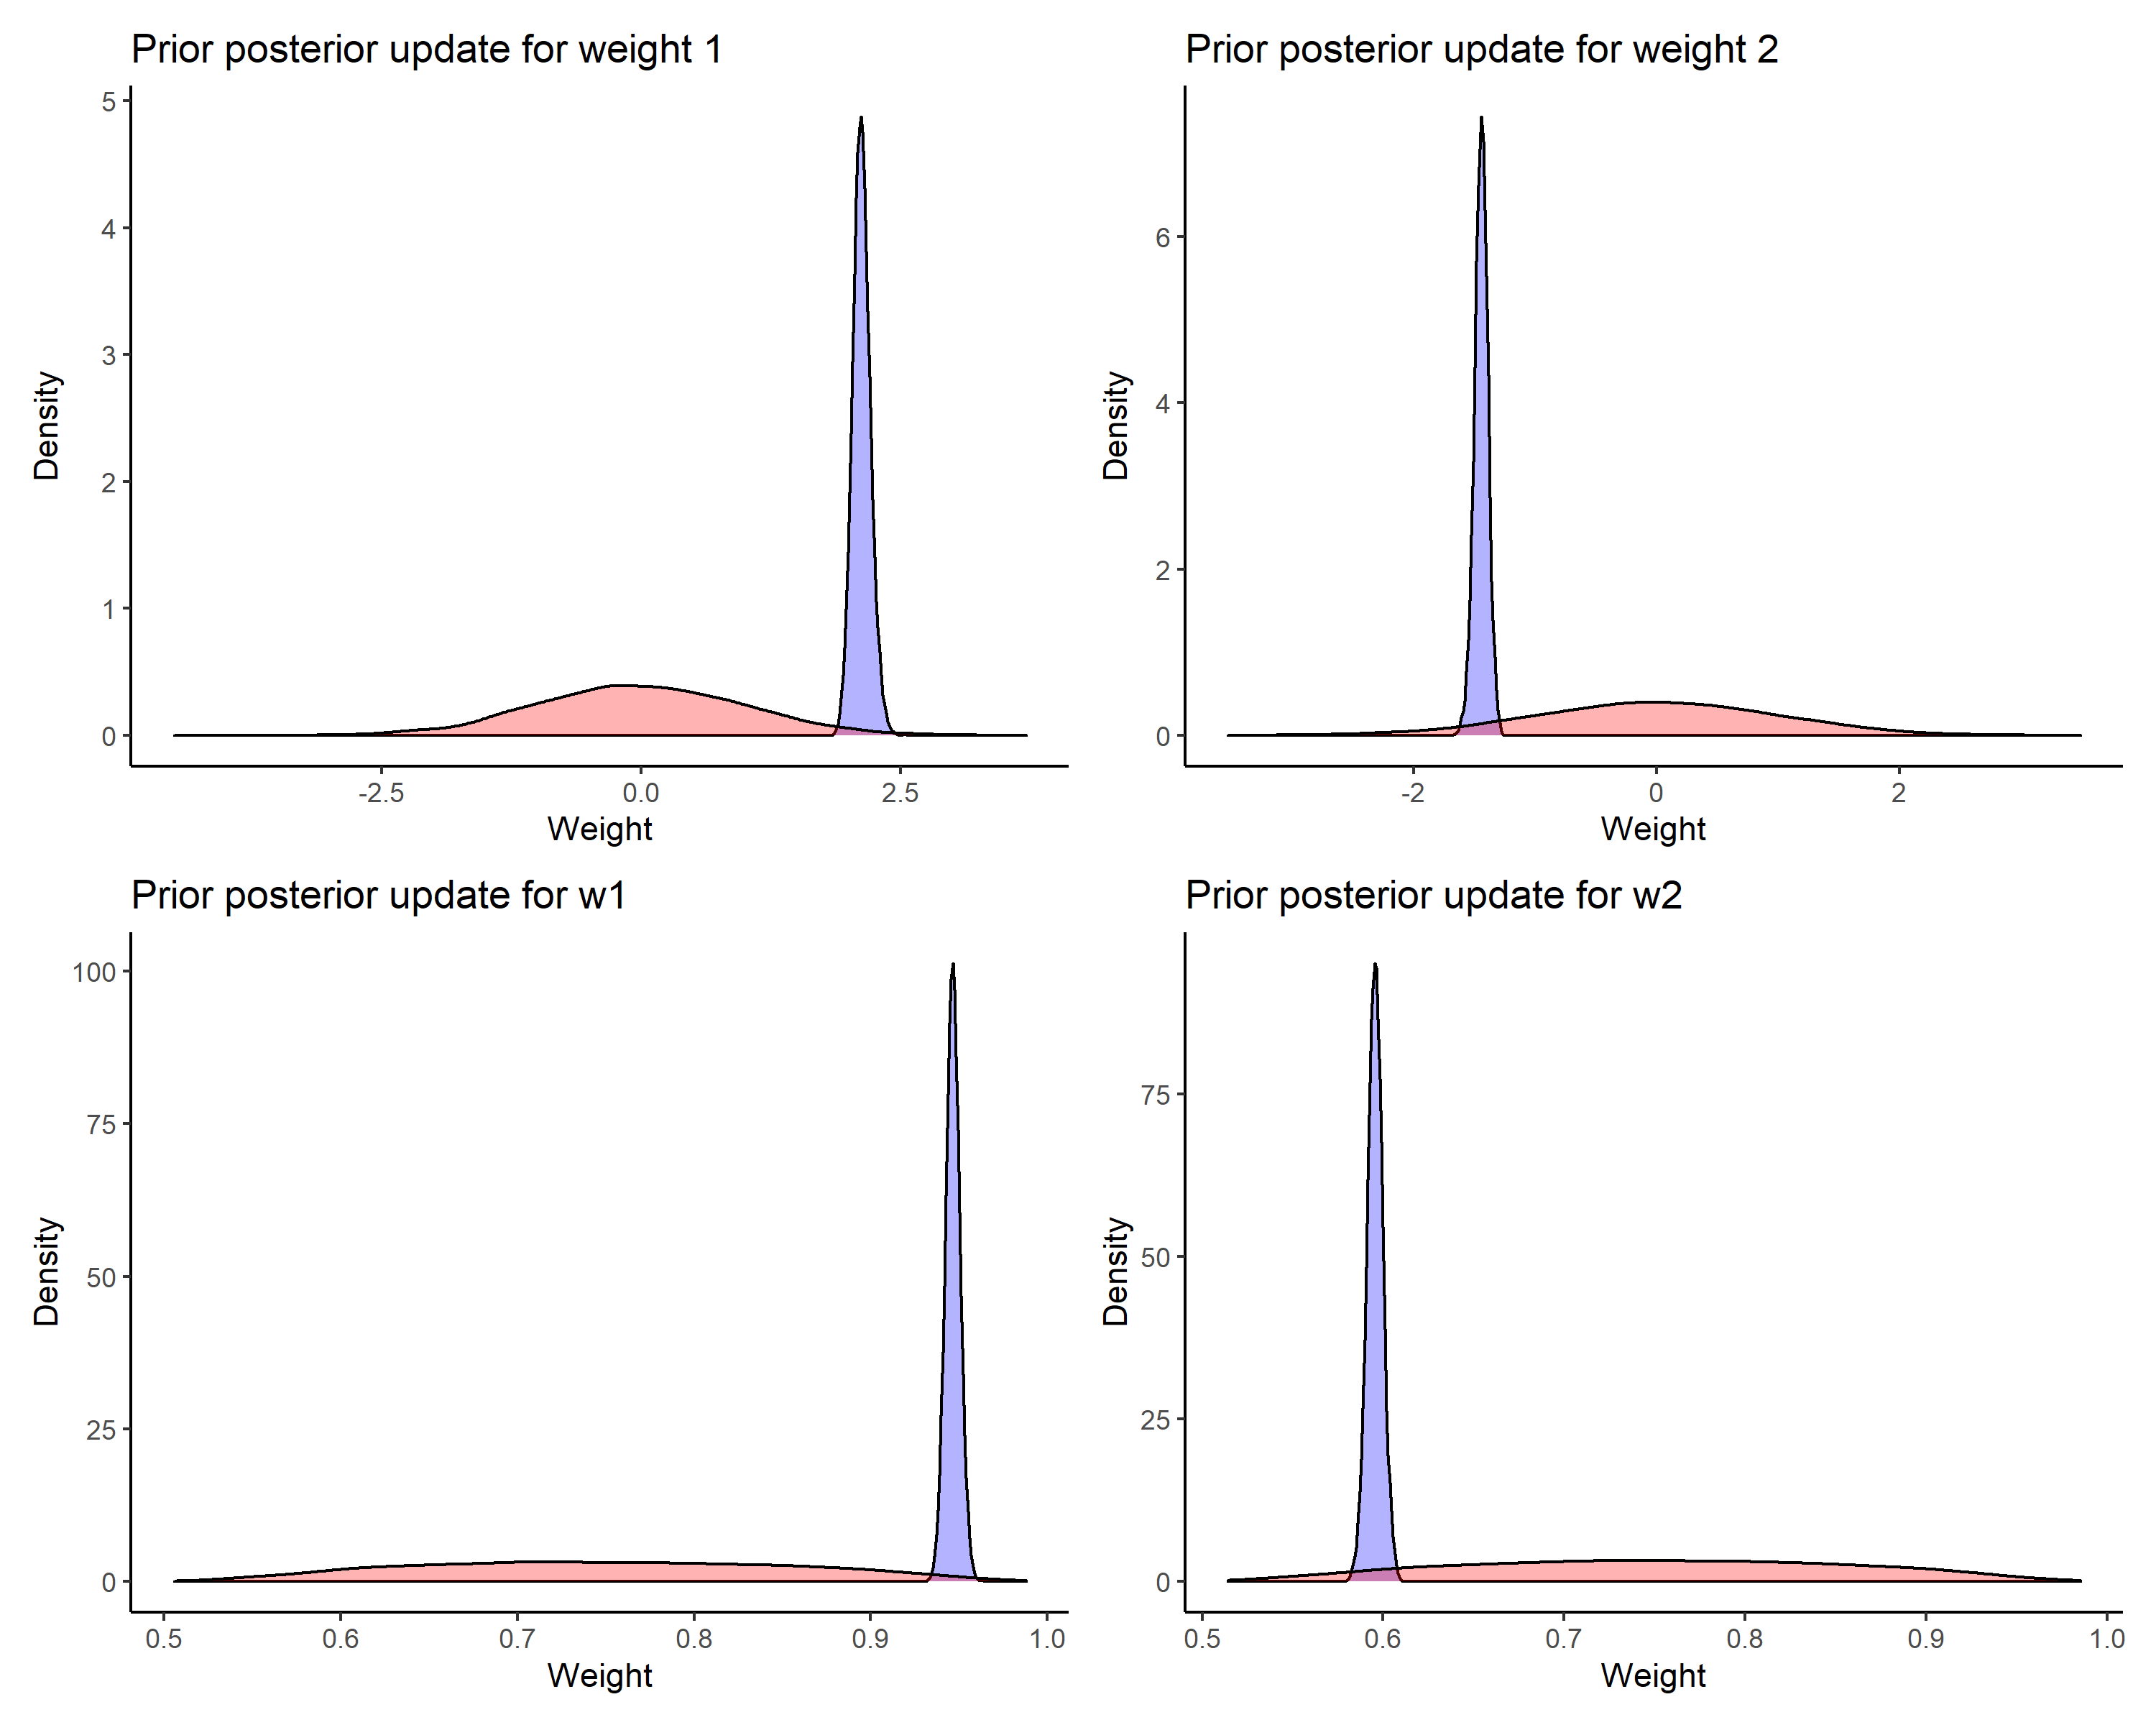 Prior posterior update for weight 1
5
4
3
2
1
0
Density
-2.5 0.0 2.5
Weight
Prior posterior update for weight 2
6
4
2
0
Density
-2 0 2
Weight
Prior posterior update for w1
100
75
50
25
0
Density
0.5 0.6 0.7 0.8 0.9 1.0
Weight
Prior posterior update for w2
75
50
25
0
Density
0.5 0.6 0.7 0.8 0.9 1.0
Weight